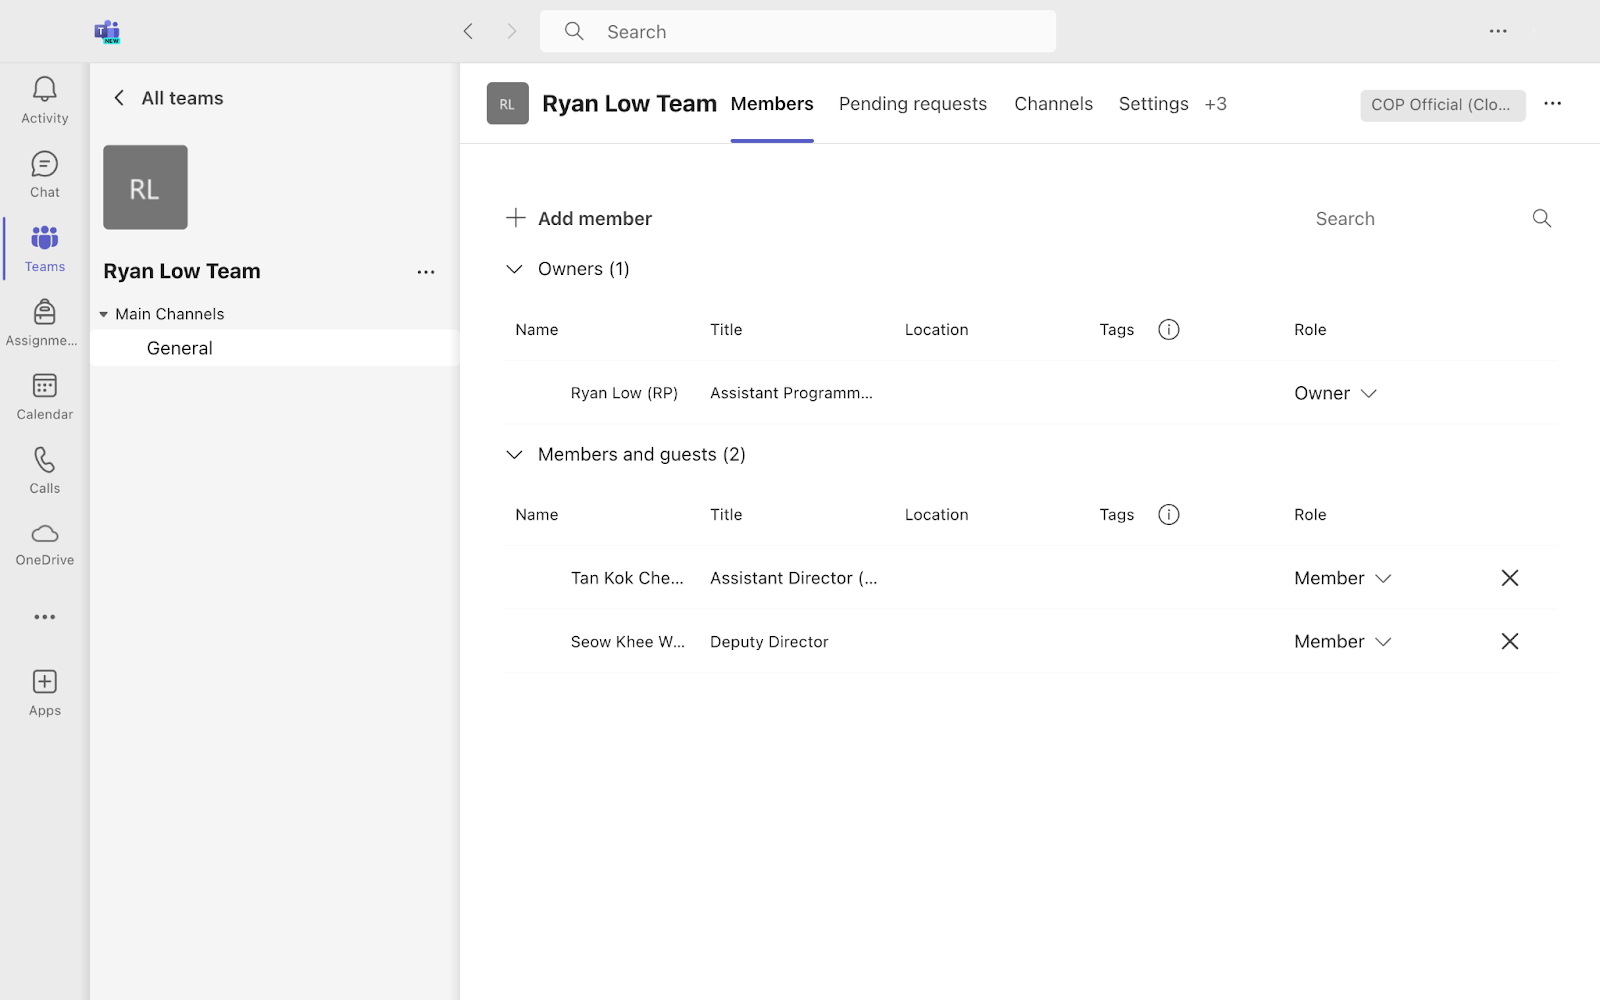 T
NEW
Search
Activity
Chat
Teams
Assignme...
Calendar
Calls
OneDrive
Apps
All teams
RL
Ryan Low Team
Main Channels
General
RL
Ryan Low Team
Members
Pending requests
Channels
Settings
+3
COP Official (Clo...
Add member
Search
Owners (1)
Name Title Location Tags Role
Ryan Low (RP) Assistant Programm... Owner
Members and guests (2)
Name Title Location Tags Role
Tan Kok Che... Assistant Director (... Member
Seow Khee W... Deputy Director Member